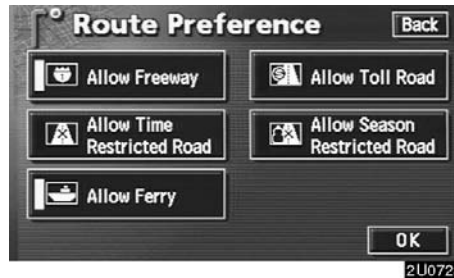 Route Preference
Back
Allow Freeway
Allow Toll Road
Allow Time
Restricted Road
Allow Season
Restricted Road
Allow Ferry
OK
2U072